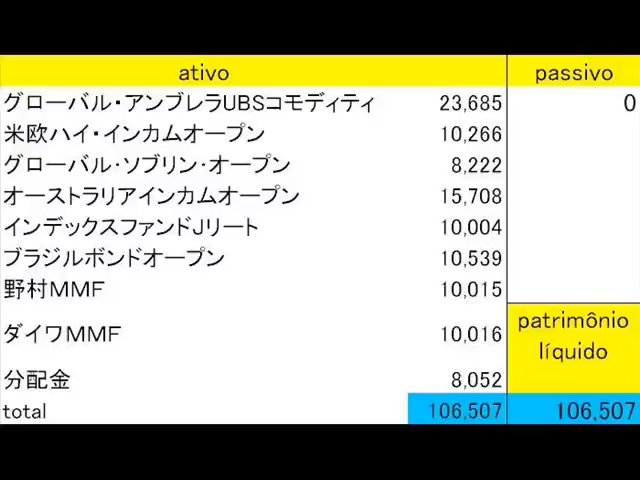 ativo passivo
グローバル・アンブレラUBSコモディティ 23,685 0
米欧ハイ・インカムオープン 10,266
グローバル・ソブリン・オープン 8,222
オーストラリアインカムオープン 15,708
インデックスファンドJリート 10,004
ブラジルボンドオープン 10,539
野村MMF 10,015
patrimônio
ダイワMMF 10,016
líquido
分配金 8,052
total 106,507 106,507